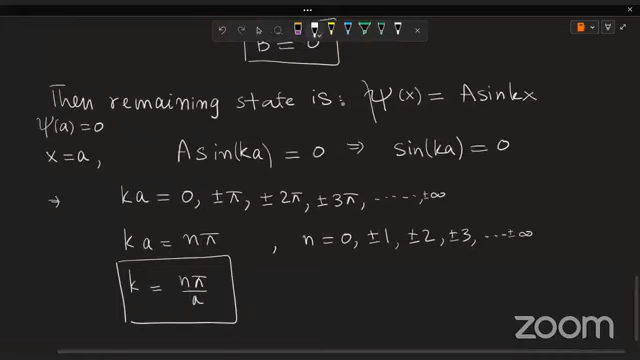 B = 0
Then remaining state is: ψ(x) = A sin kx
ψ(a) = 0
x = a, A sin(ka) = 0 ⇒ sin(ka) = 0
→ ka = 0, ±π, ±2π, ±3π, ......, ±∞
ka = nπ , n = 0, ±1, ±2, ±3, ...±∞
k = nπ/a
zoom